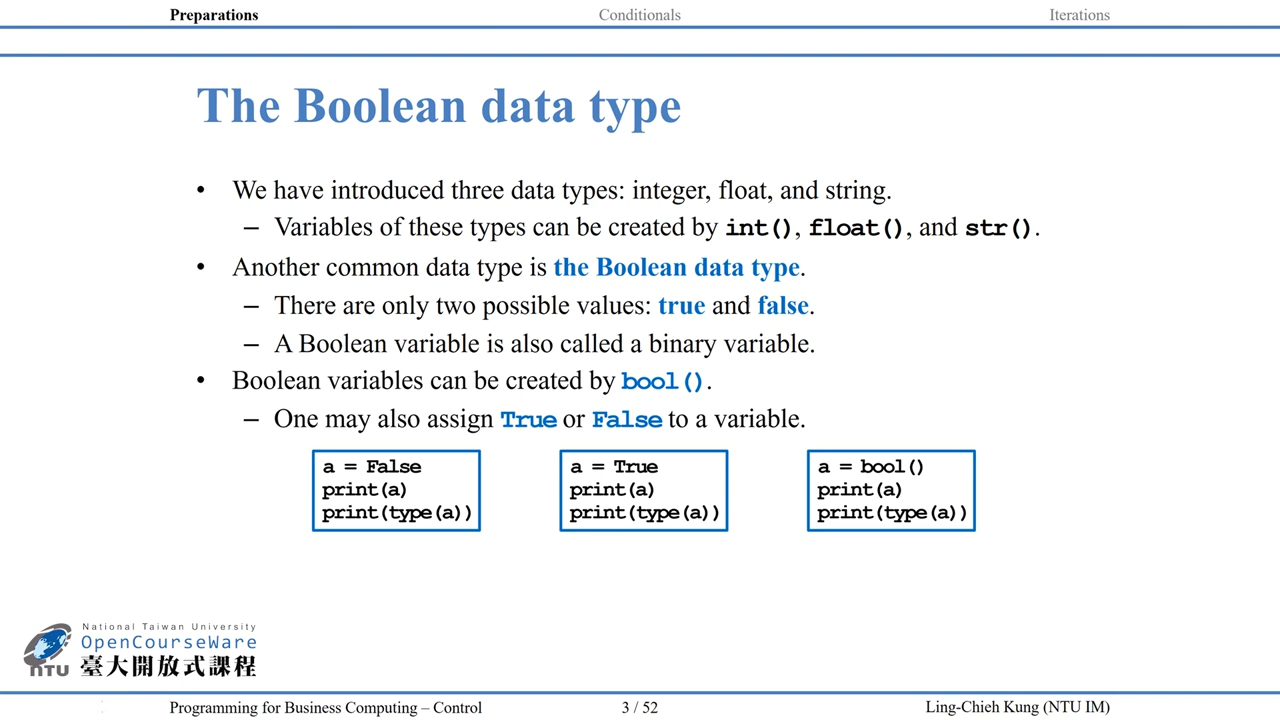 Preparations Conditionals Iterations
The Boolean data type
• We have introduced three data types: integer, float, and string.
– Variables of these types can be created by int(), float(), and str().
• Another common data type is the Boolean data type.
– There are only two possible values: true and false.
– A Boolean variable is also called a binary variable.
• Boolean variables can be created by bool().
– One may also assign True or False to a variable.
a = False
print(a)
print(type(a))
a = True
print(a)
print(type(a))
a = bool()
print(a)
print(type(a))
National Taiwan University
OpenCourseWare
NTU 臺大開放式課程
Programming for Business Computing – Control 3 / 52 Ling-Chieh Kung (NTU IM)